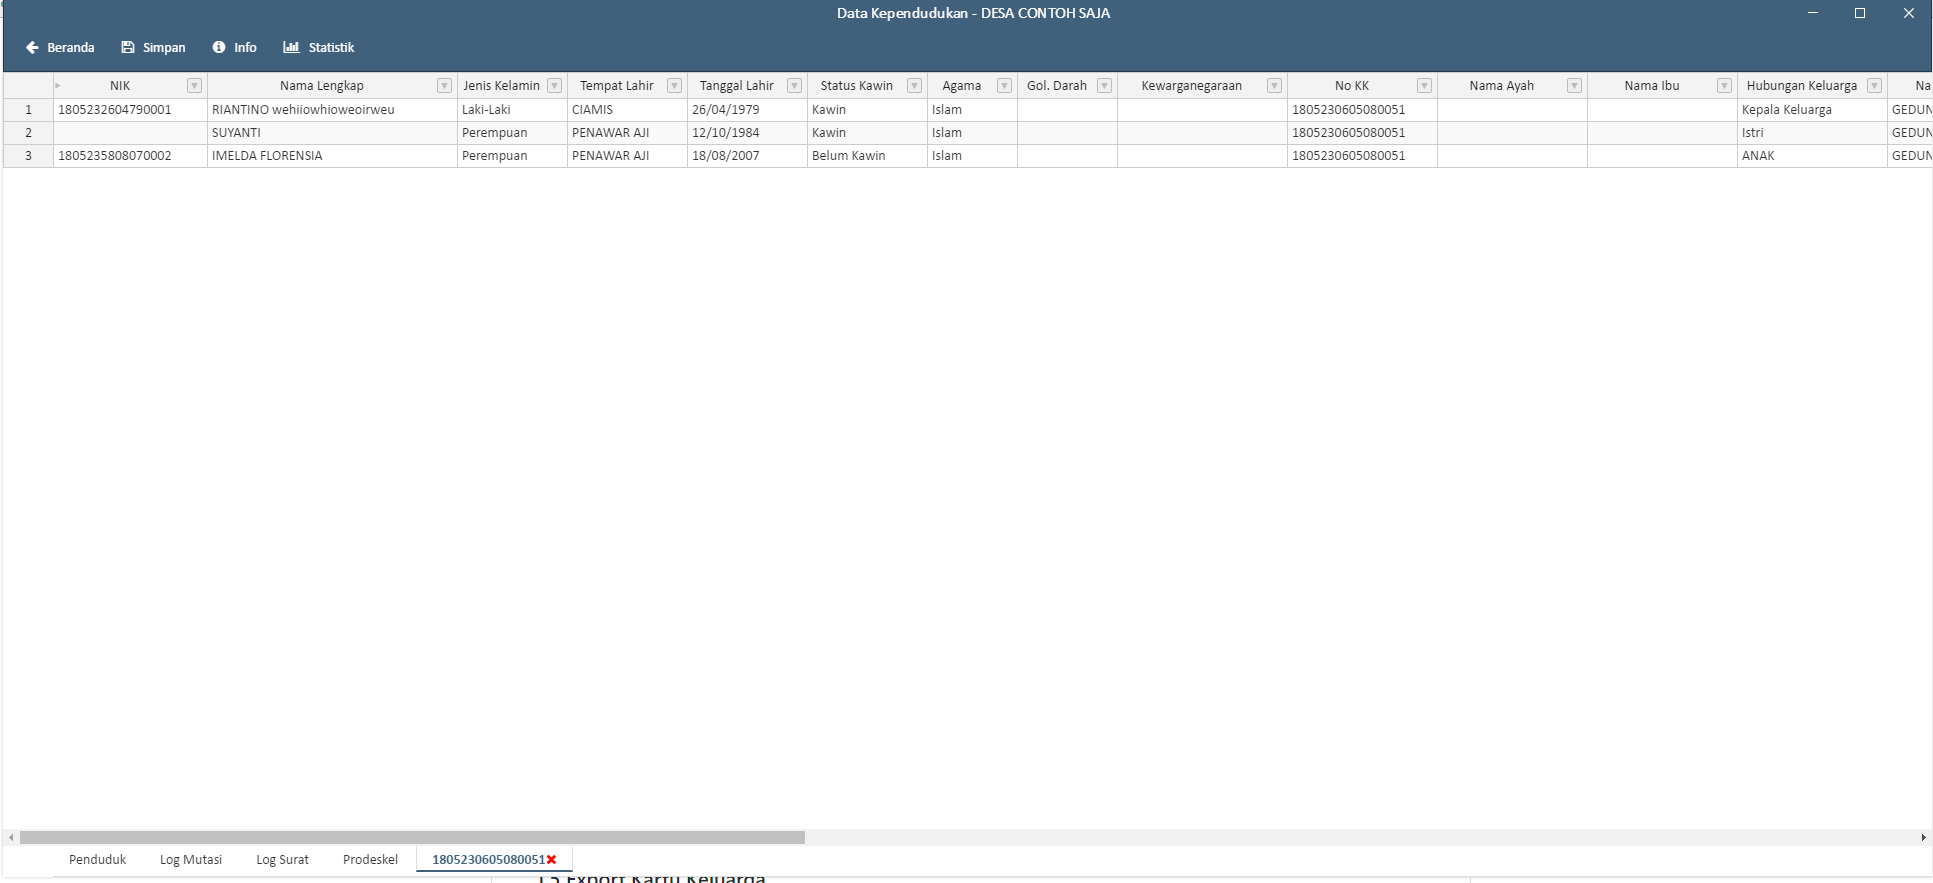 Data Kependudukan - DESA CONTOH SAJA
Beranda Simpan Info Statistik
NIK Nama Lengkap Jenis Kelamin Tempat Lahir Tanggal Lahir Status Kawin Agama Gol. Darah Kewarganegaraan No KK Nama Ayah Nama Ibu Hubungan Keluarga Na
1 1805232604790001 RIANTINO wehiiowhioweoirweu Laki-Laki CIAMIS 26/04/1979 Kawin Islam 1805230605080051 Kepala Keluarga GEDUN
2 SUYANTI Perempuan PENAWAR AJI 12/10/1984 Kawin Islam 1805230605080051 Istri GEDUN
3 1805235808070002 IMELDA FLORENSIA Perempuan PENAWAR AJI 18/08/2007 Belum Kawin Islam 1805230605080051 ANAK GEDUN
Penduduk Log Mutasi Log Surat Prodeskel 1805230605080051
Export Kartu Keluarga